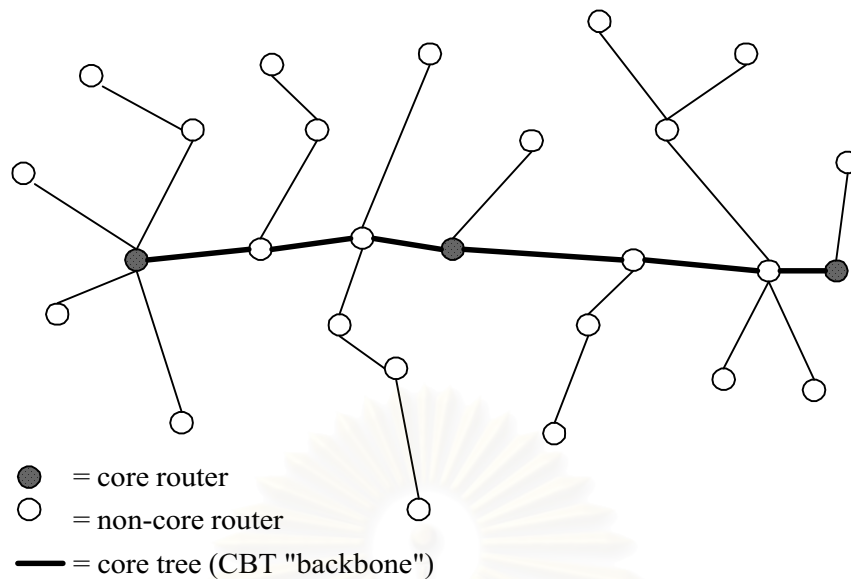 = core router
= non-core router
= core tree (CBT "backbone")